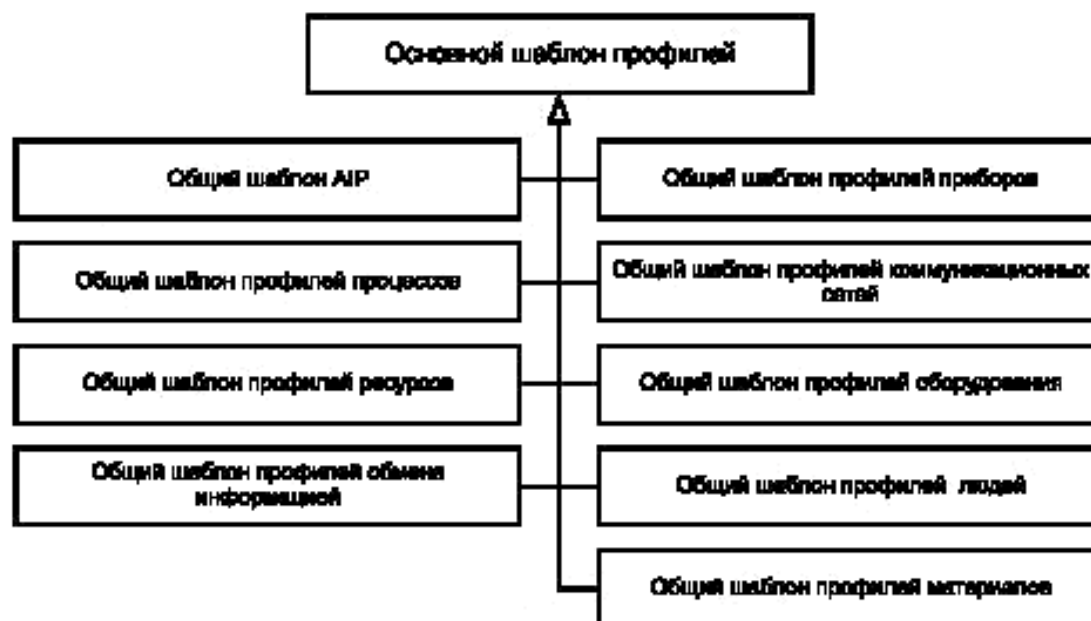 Основной шаблон профилей
Общий шаблон AIP
Общий шаблон профилей приборов
Общий шаблон профилей процессов
Общий шаблон профилей коммуникационных
сетей
Общий шаблон профилей ресурсов
Общий шаблон профилей оборудования
Общий шаблон профилей обмена
информацией
Общий шаблон профилей людей
Общий шаблон профилей материалов